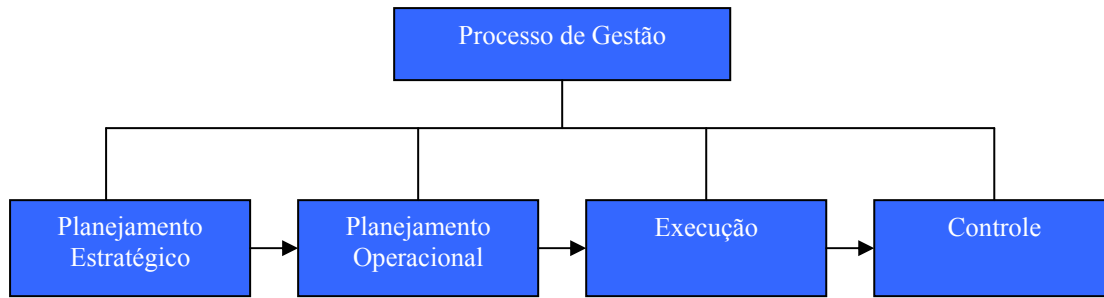 Processo de Gestão
Planejamento
Estratégico
Planejamento
Operacional
Execução
Controle